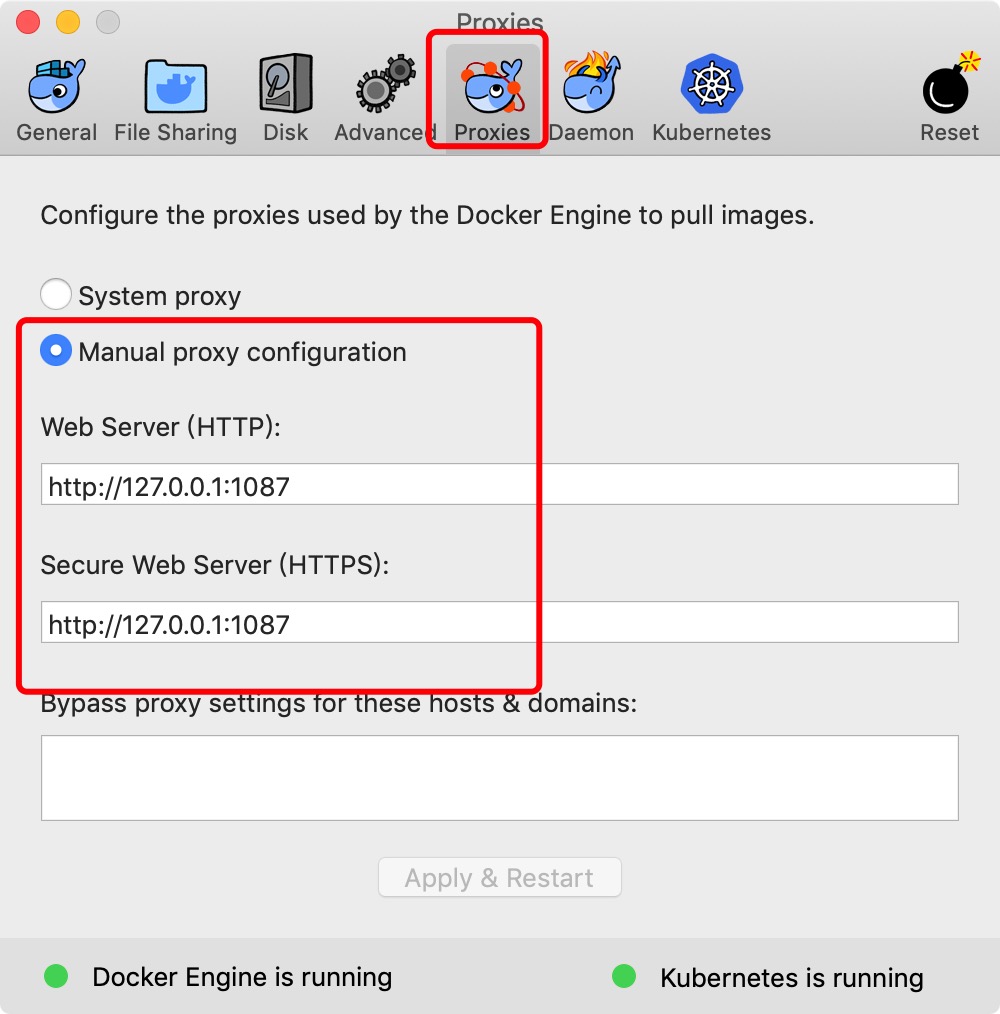 Proxies
General File Sharing Disk Advanced Proxies Daemon Kubernetes Reset
Configure the proxies used by the Docker Engine to pull images.
System proxy
Manual proxy configuration
Web Server (HTTP):
http://127.0.0.1:1087
Secure Web Server (HTTPS):
http://127.0.0.1:1087
Bypass proxy settings for these hosts & domains:
Apply & Restart
Docker Engine is running Kubernetes is running